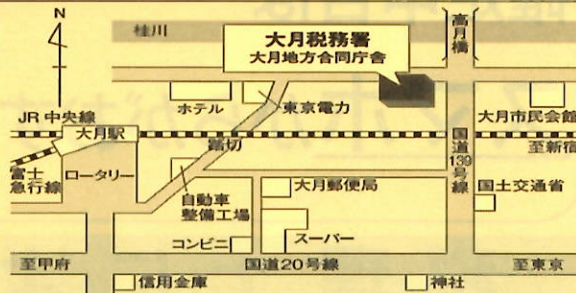 N
桂川
大月税務署
大月地方合同庁舎
高月橋
ホテル
東京電力
大月市民会館
JR中央線
大月駅
踏切
国道139号線
至新宿
富士
急行線
ロータリー
自動車
整備工場
大月郵便局
国土交通省
コンビニ
スーパー
至甲府
国道20号線
至東京
信用金庫
神社